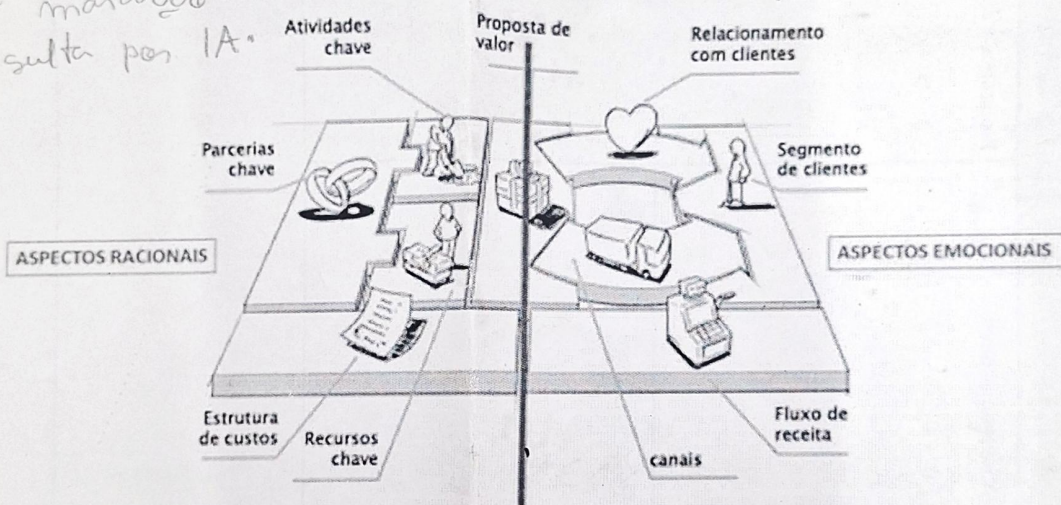 sulta por IA.
Atividades
chave
Proposta de
valor
Relacionamento
com clientes
Parcerias
chave
Segmento
de clientes
ASPECTOS RACIONAIS
ASPECTOS EMOCIONAIS
Estrutura
de custos
Recursos
chave
canais
Fluxo de
receita